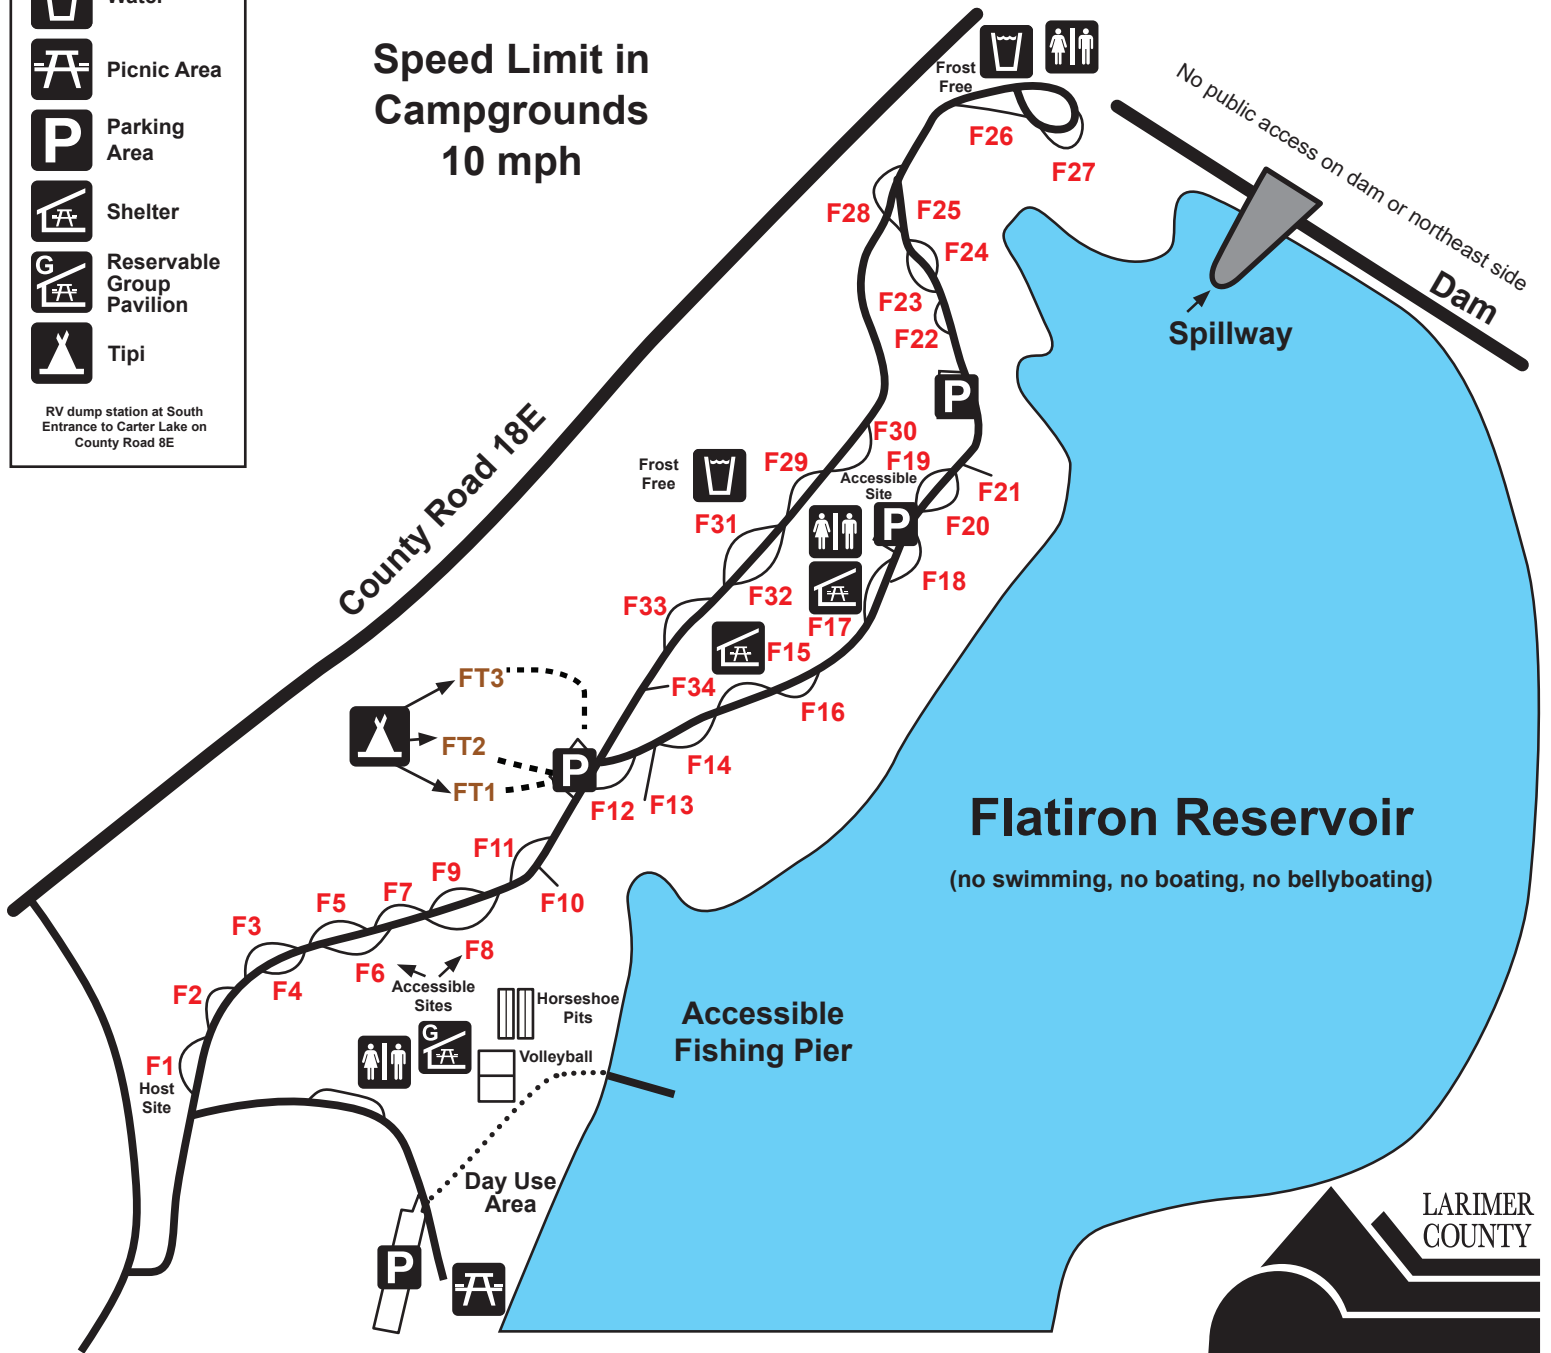 Water
Picnic Area
Parking
Area
Shelter
G
Reservable
Group
Pavilion
Tipi
RV dump station at South
Entrance to Carter Lake on
County Road 8E
Speed Limit in
Campgrounds
10 mph
Frost
Free
F26
F27
No public access on dam or northeast side
Dam
Spillway
F28
F25
F24
F23
F22
P
County Road 18E
F30
Frost
Free
F29
F19
Accessible
Site
F21
F31
P
F20
F18
F33
F32
F17
F15
FT3
F34
F16
FT2
P
F14
FT1
F12
F13
Flatiron Reservoir
(no swimming, no boating, no bellyboating)
F11
F9
F10
F7
F5
F3
F8
F6
Accessible
Sites
F4
F2
Horseshoe
Pits
G
Volleyball
Accessible
Fishing Pier
F1
Host
Site
Day Use
Area
P
LARIMER
COUNTY